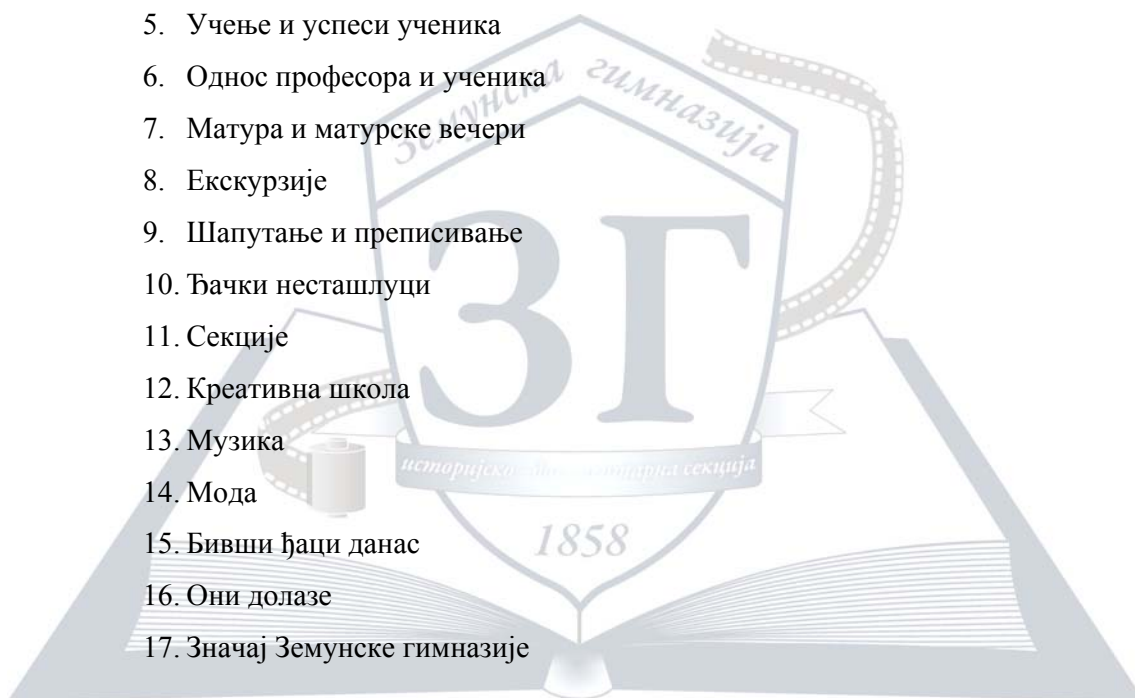 5. Учење и успеси ученика
6. Однос професора и ученика
7. Матура и матурске вечери
8. Екскурзије
9. Шапутање и преписивање
10. Ђачки несташлуци
11. Секције
12. Креативна школа
13. Музика
14. Мода
15. Бивши ђаци данас
16. Они долазе
17. Значај Земунске гимназије
Земунска гимназија
ЗГ
секција
1858